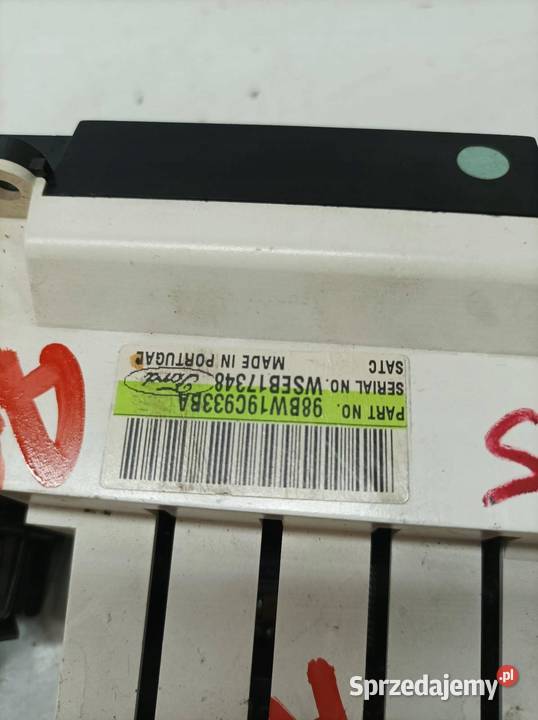 PART NO. 98BW19C933BA
SERIAL NO. WSEB17348
MADE IN PORTUGAL
SATC
Ford
S
Sprzedajemy.pl